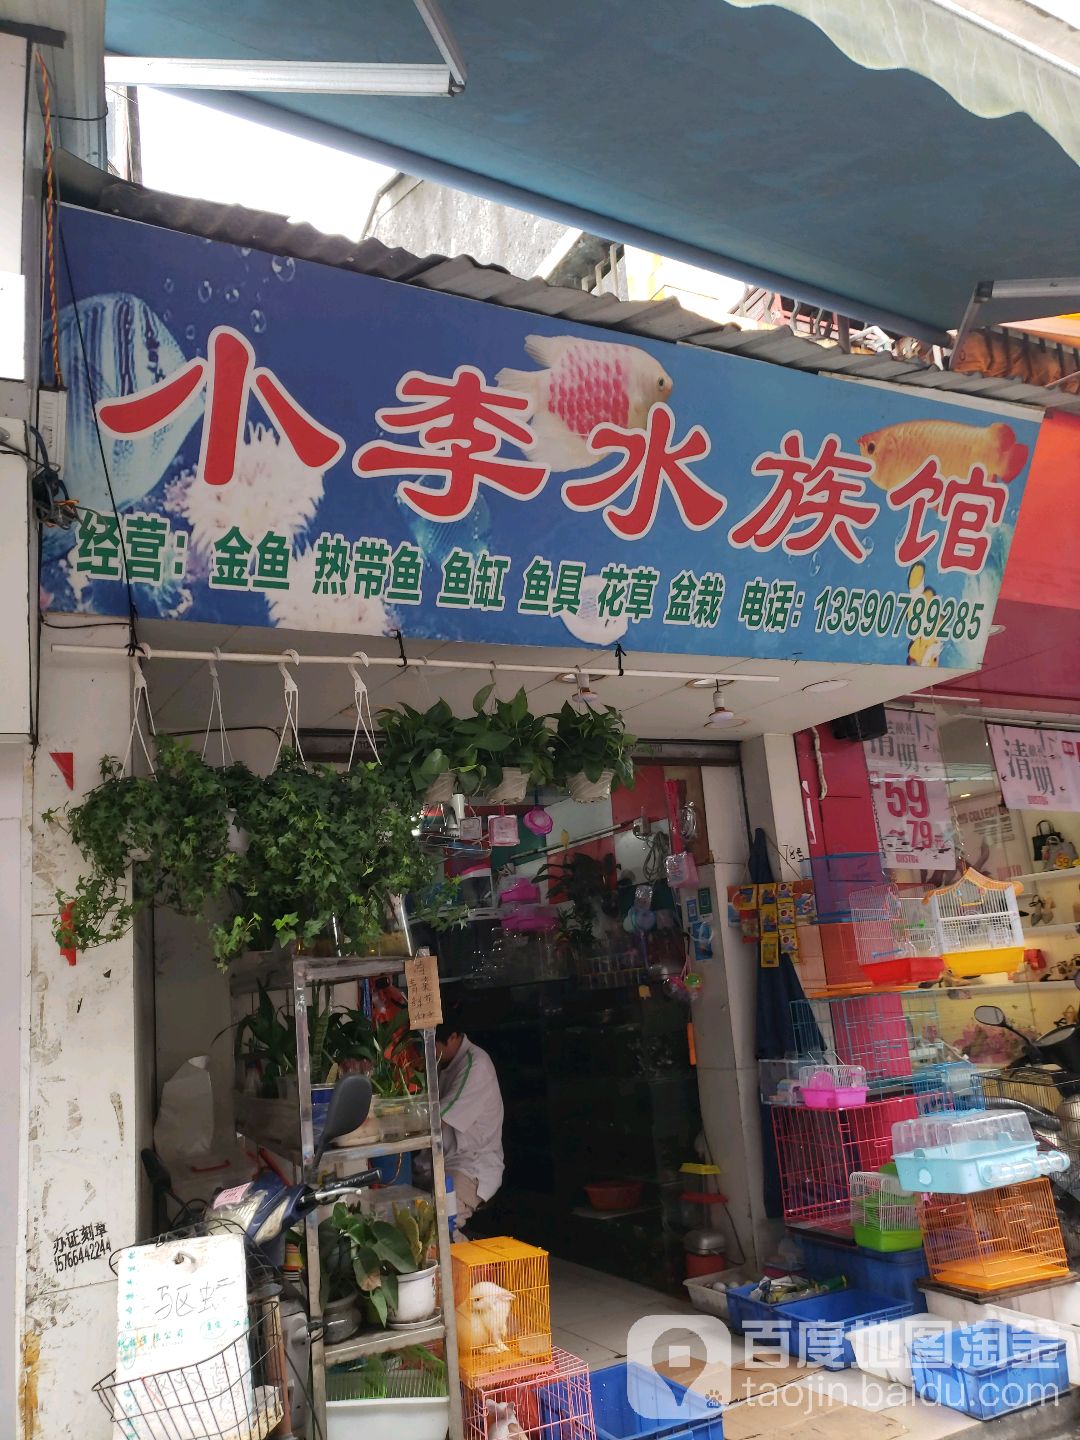 小李水族馆
经营：金鱼 热带鱼 鱼缸 鱼具 花草 盆栽 电话：13590789285
清明
59
79
清明
办证刻章
15766442244
驱蚊
百度地图淘金
taojin.baidu.com